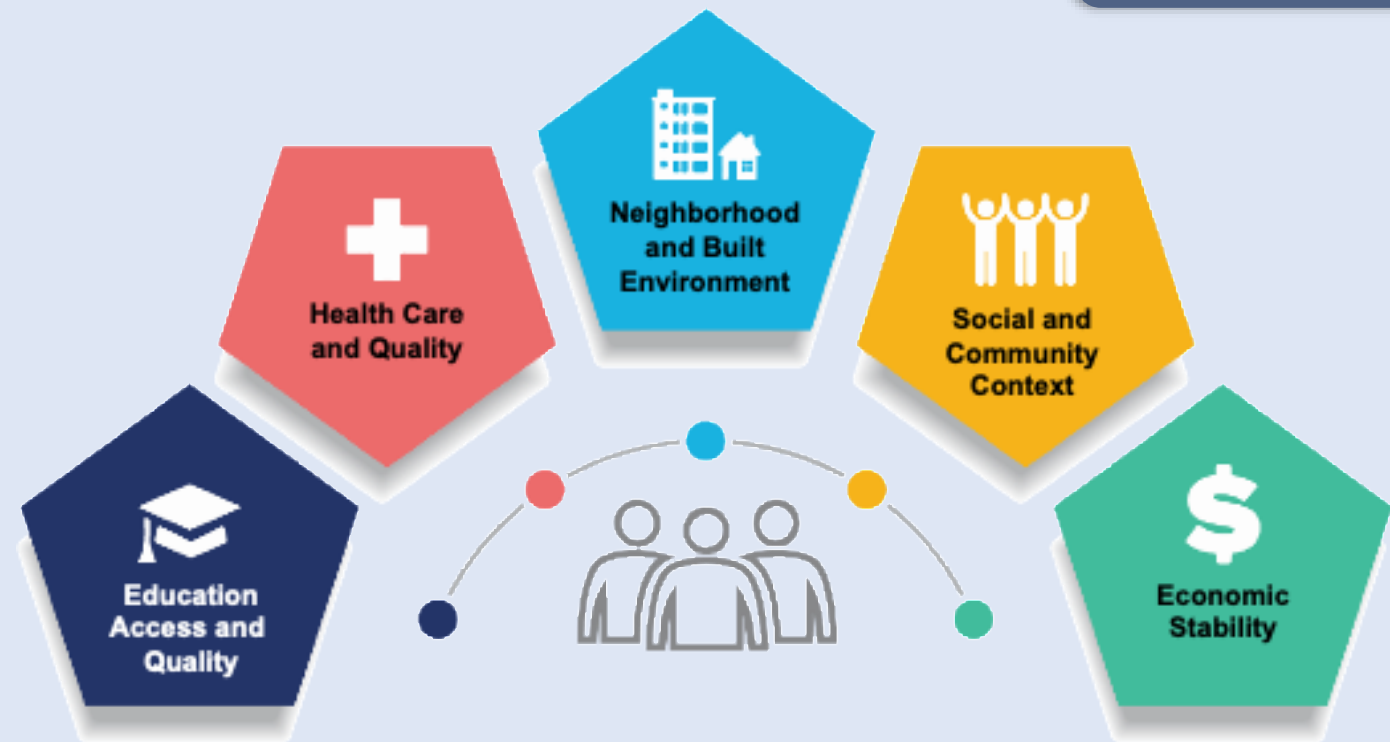 Neighborhood
and Built
Environment
Health Care
and Quality
Social and
Community
Context
Education
Access and
Quality
Economic
Stability